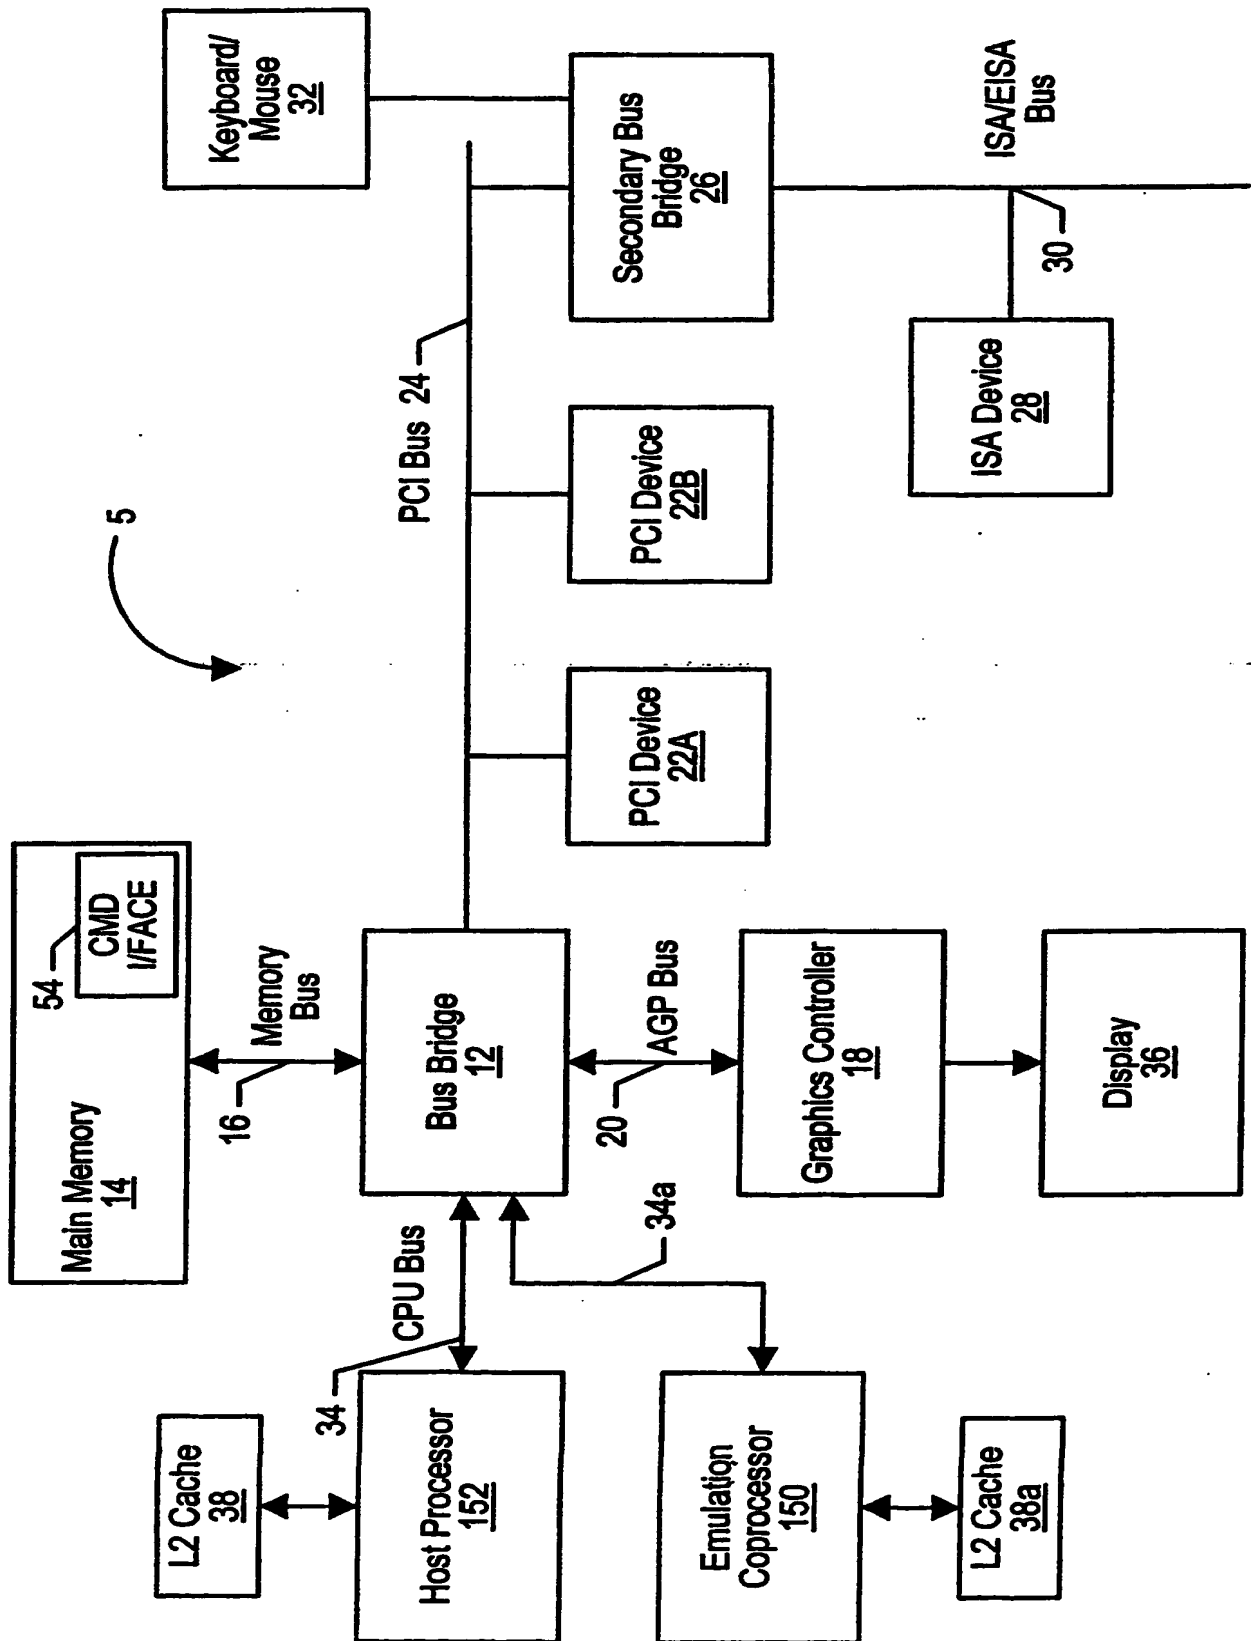 L2 Cache
38
Host Processor
152
34
CPU Bus
Emulation
Coprocessor
150
L2 Cache
38a
34a
Main Memory
14
54
CMD
I/FACE
16
Memory
Bus
Bus Bridge
12
20
AGP Bus
Graphics Controller
18
Display
36
5
PCI Bus
24
PCI Device
22A
PCI Device
22B
Keyboard/
Mouse
32
Secondary Bus
Bridge
26
ISA Device
28
30
ISA/EISA
Bus